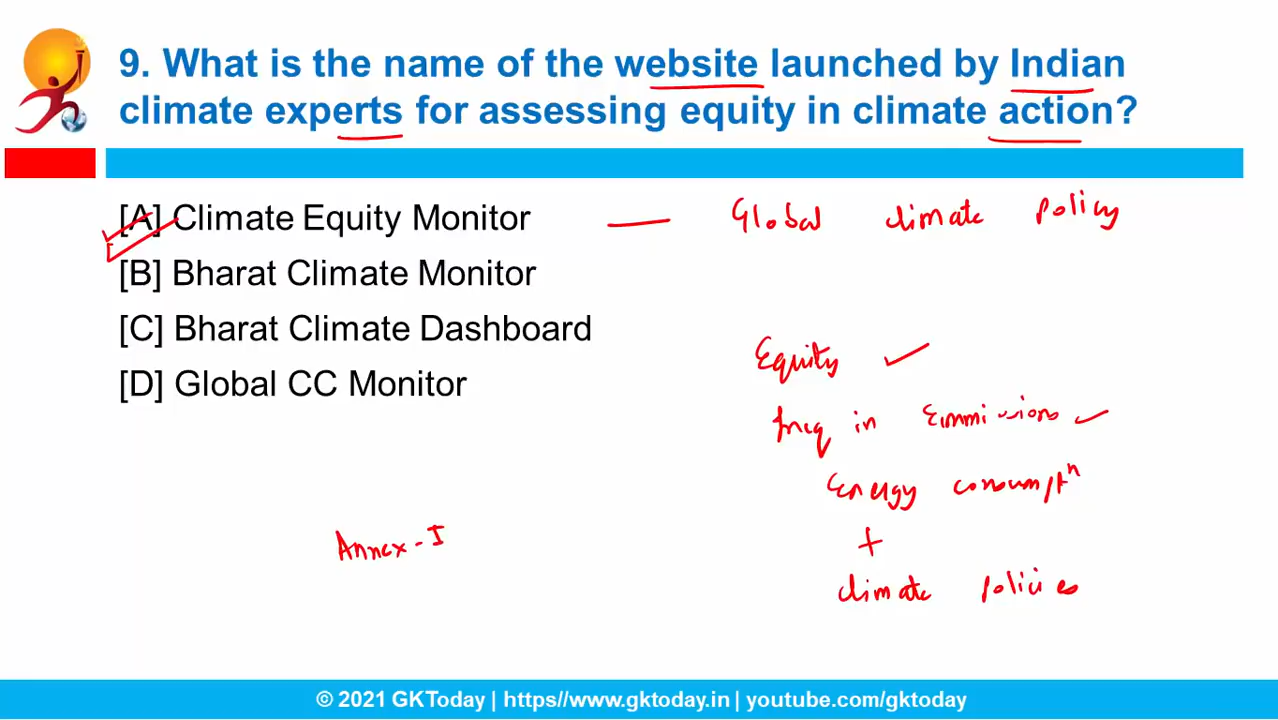 9. What is the name of the website launched by Indian
climate experts for assessing equity in climate action?
[A] Climate Equity Monitor
Global climate policy
[B] Bharat Climate Monitor
[C] Bharat Climate Dashboard
Equity
[D] Global CC Monitor
in Emmissions
Energy consumptⁿ
Annex-I
+
climate policies
© 2021 GKToday | https//www.gktoday.in | youtube.com/gktoday